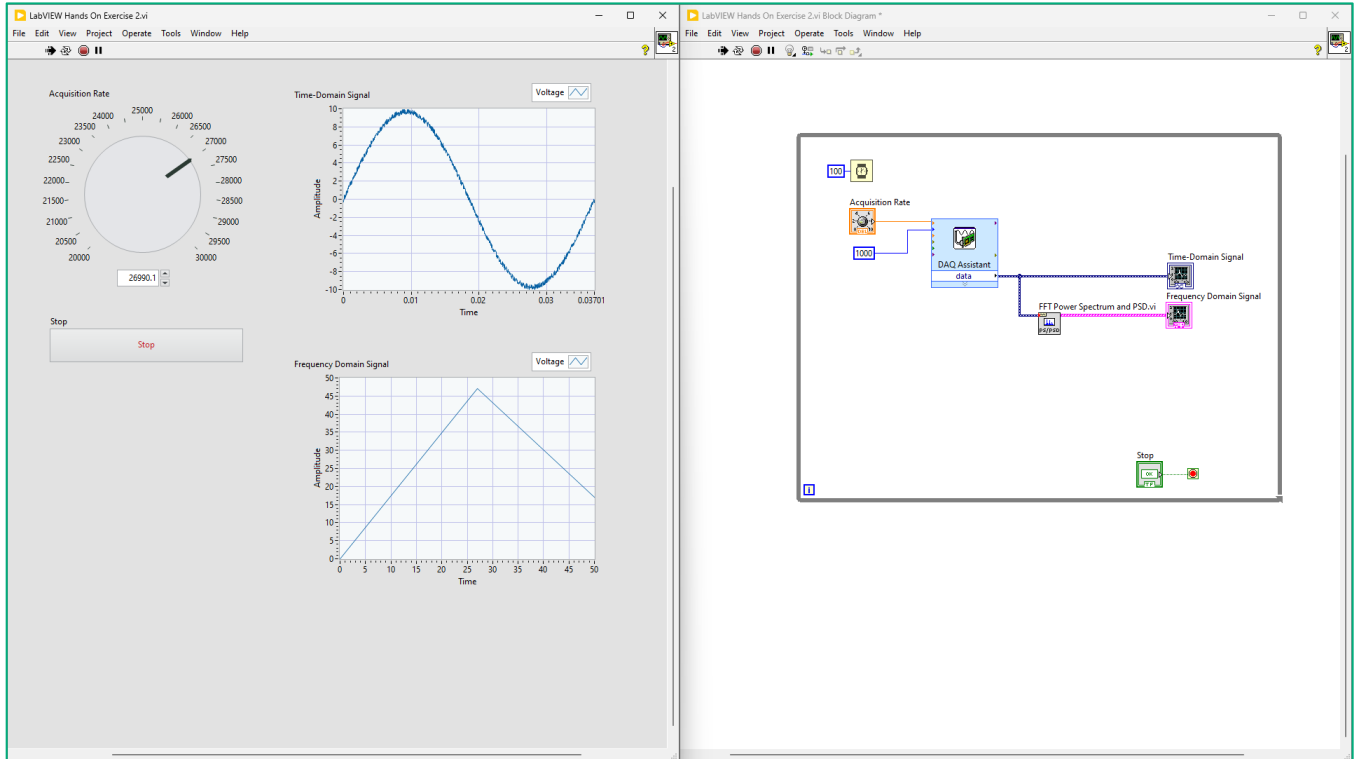 LabVIEW Hands On Exercise 2.vi
File Edit View Project Operate Tools Window Help
2
Acquisition Rate
20000
20500
21000
21500
22000
22500
23000
23500
24000
25000
26000
26500
27000
27500
28000
28500
29000
29500
30000
26990.1
Stop
Stop
Time-Domain Signal
Voltage
Amplitude
10
8
6
4
2
0
-2
-4
-6
-8
-10
0 0.01 0.02 0.03 0.03701
Time
Frequency Domain Signal
Voltage
Amplitude
50
45
40
35
30
25
20
15
10
5
0
0 5 10 15 20 25 30 35 40 45 50
Time
LabVIEW Hands On Exercise 2.vi Block Diagram *
File Edit View Project Operate Tools Window Help
2
100
Acquisition Rate
1000
DAQ Assistant
data
Time-Domain Signal
FFT Power Spectrum and PSD.vi
PS/PSD
Frequency Domain Signal
Stop
OK
TF
i